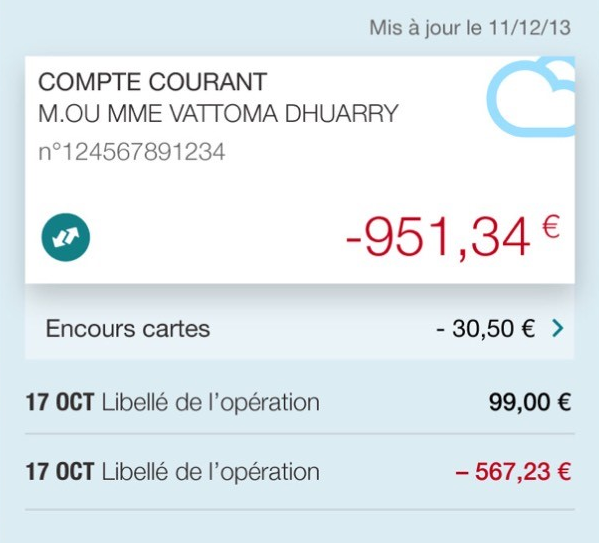 Mis à jour le 11/12/13
COMPTE COURANT
M.OU MME VATTOMA DHUARRY
n°124567891234
-951,34 €
Encours cartes - 30,50 €
17 OCT Libellé de l'opération 99,00 €
17 OCT Libellé de l'opération – 567,23 €